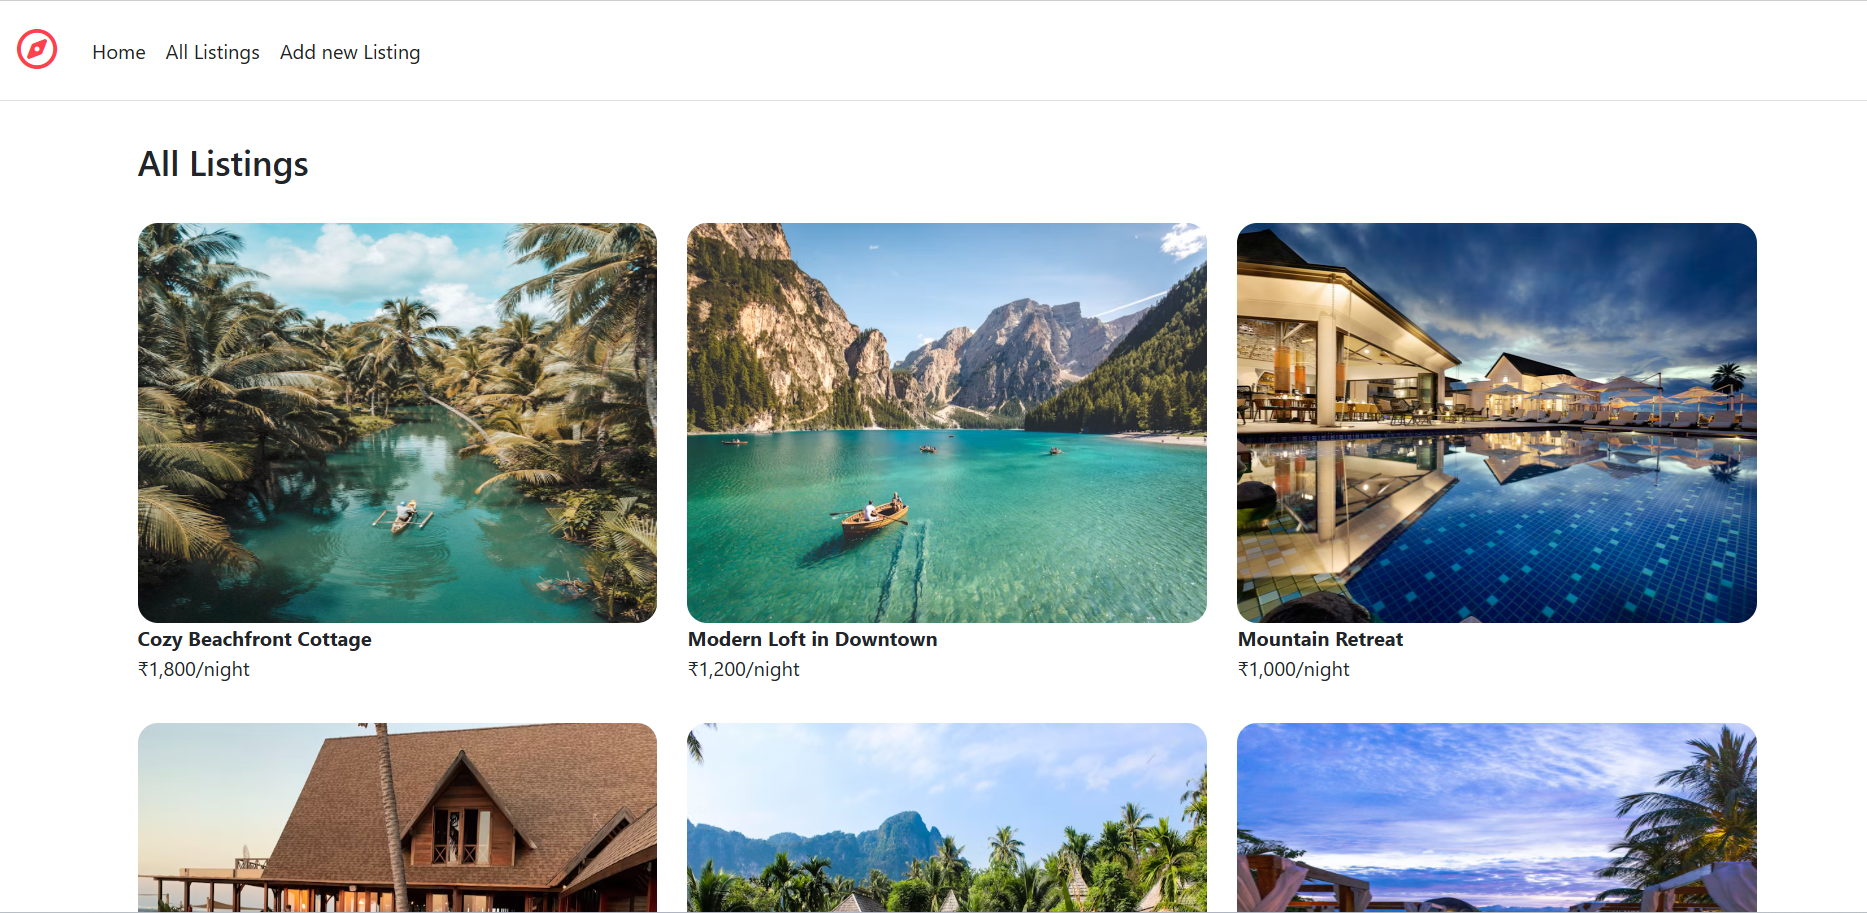 Home All Listings Add new Listing
All Listings
Cozy Beachfront Cottage
₹1,800/night
Modern Loft in Downtown
₹1,200/night
Mountain Retreat
₹1,000/night